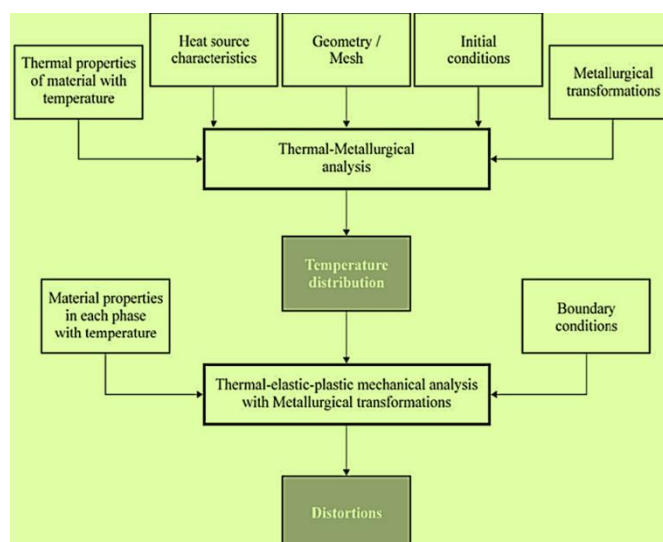 Thermal properties
of material with
temperature
Heat source
characteristics
Geometry /
Mesh
Initial
conditions
Metallurgical
transformations
Thermal-Metallurgical
analysis
Temperature
distribution
Material properties
in each phase
with temperature
Boundary
conditions
Thermal-elastic-plastic mechanical analysis
with Metallurgical transformations
Distortions